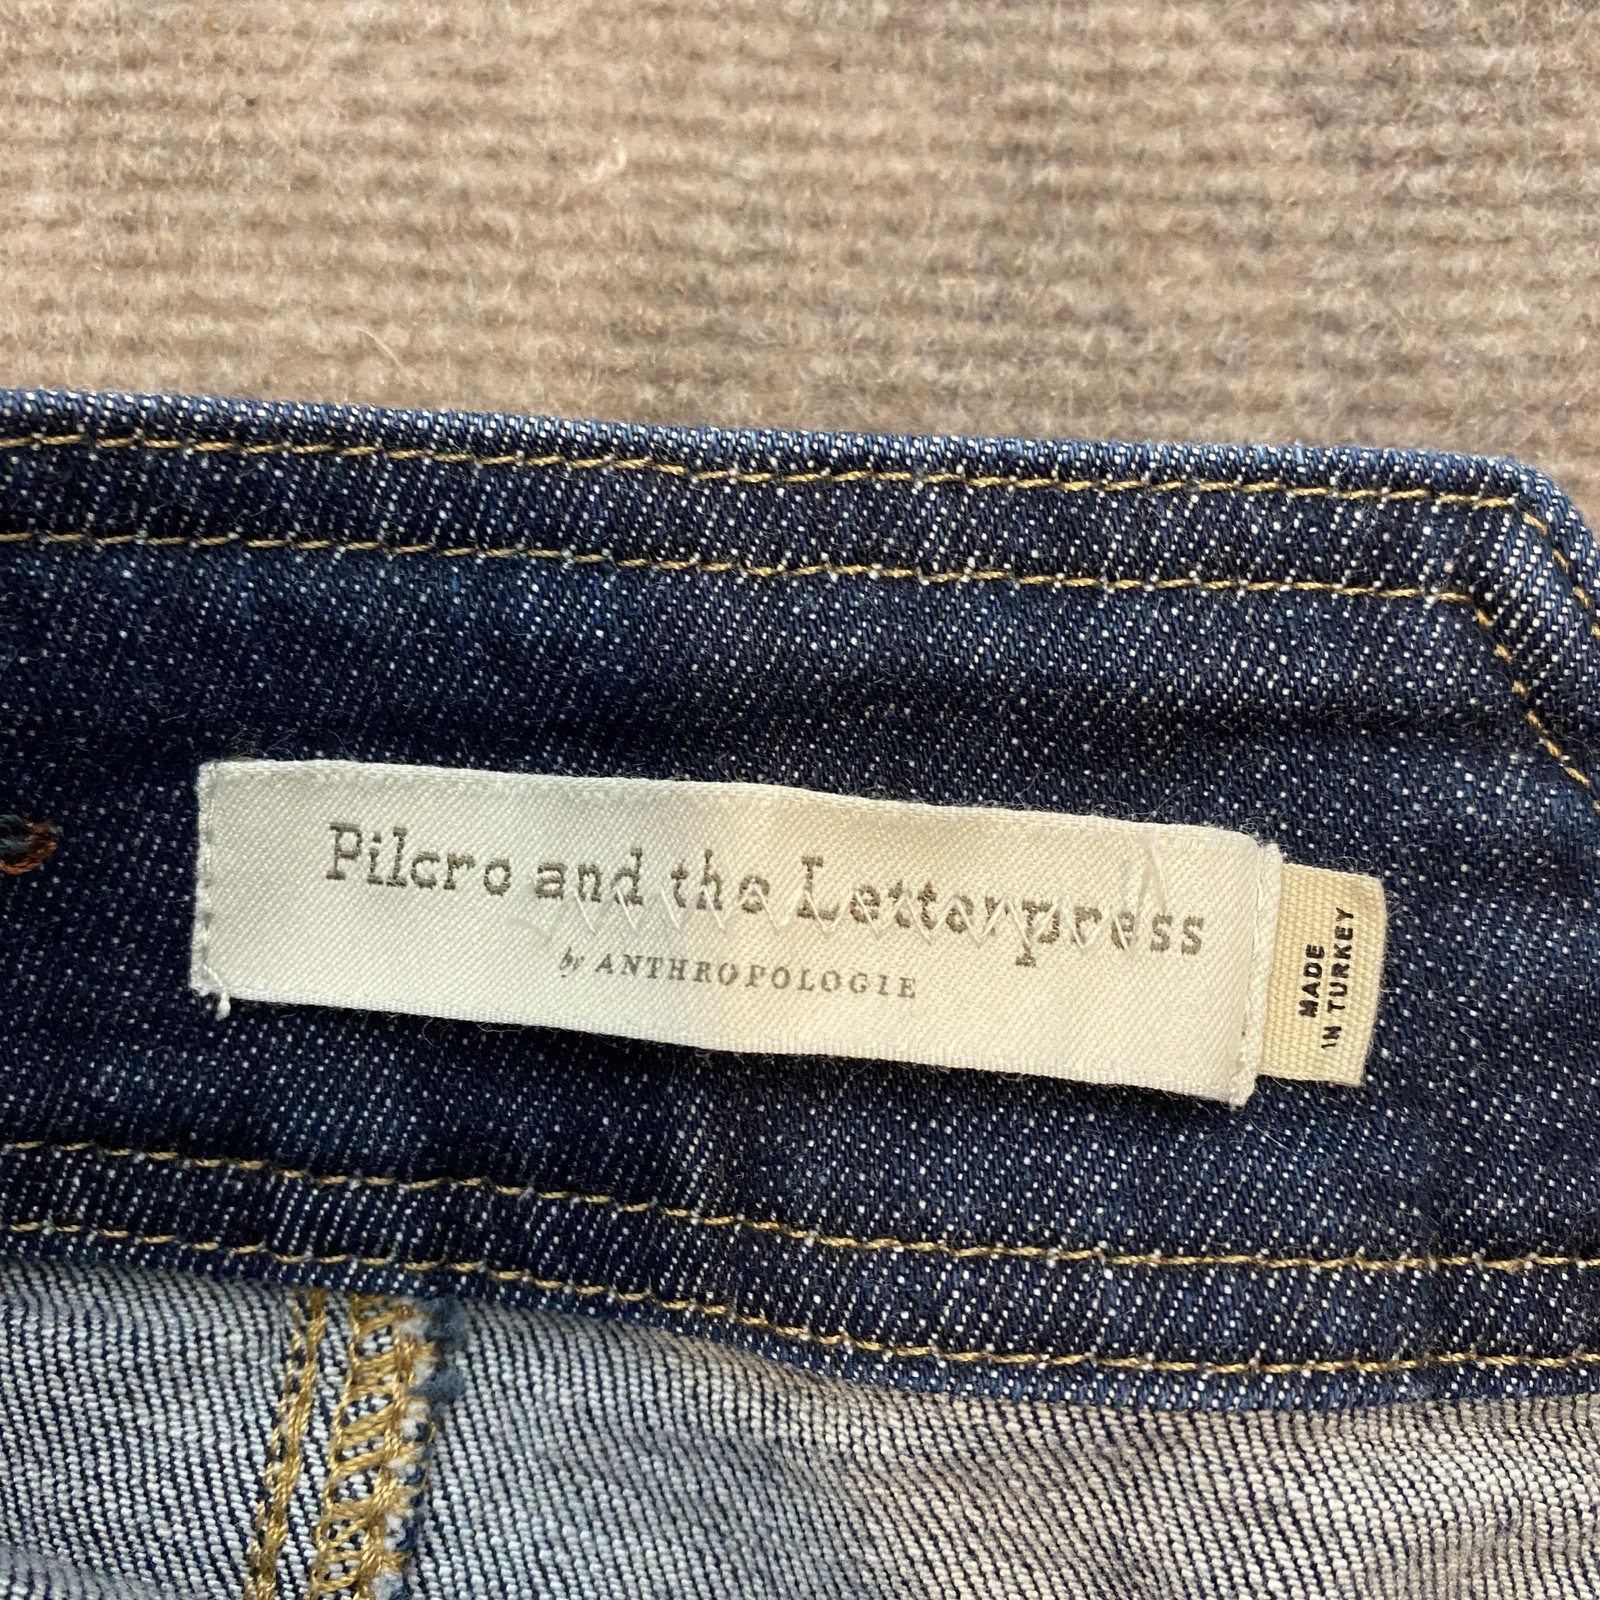 Pilcro and the Letterpress
by ANTHROPOLOGIE
MADE
IN TURKEY